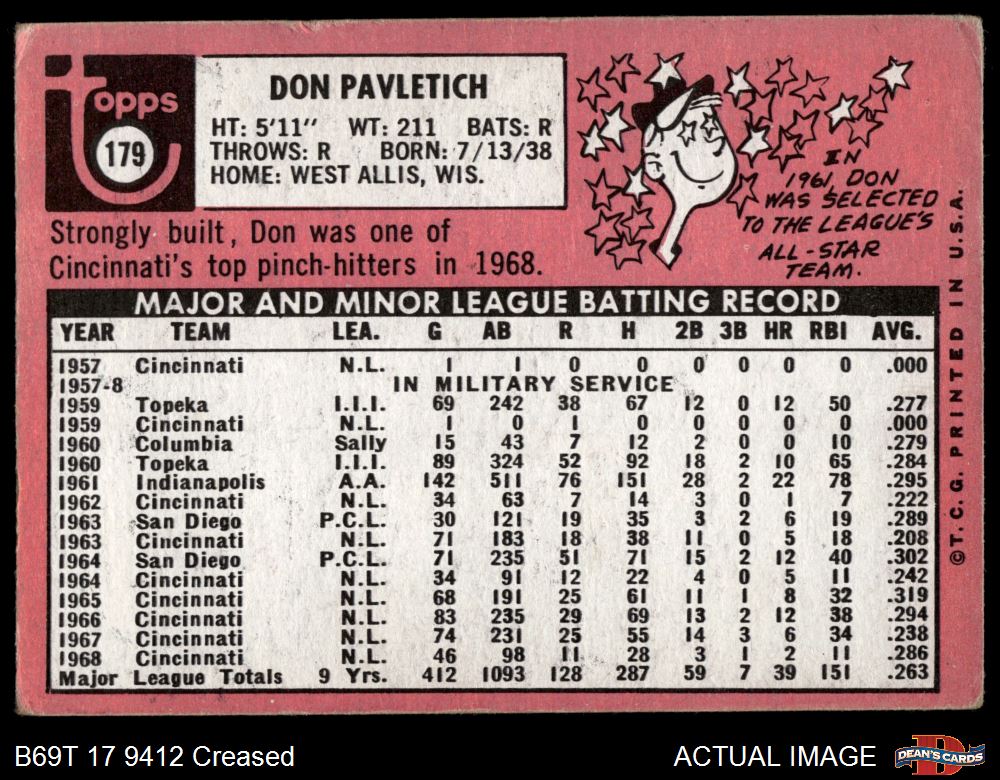 Topps
179
DON PAVLETICH
HT: 5'11" WT: 211 BATS: R
THROWS: R BORN: 7/13/38
HOME: WEST ALLIS, WIS.
Strongly built, Don was one of
Cincinnati's top pinch-hitters in 1968.
IN
1961, DON
WAS SELECTED
TO THE LEAGUE'S
ALL-STAR
TEAM.
MAJOR AND MINOR LEAGUE BATTING RECORD
YEAR TEAM LEA. G AB R H 2B 3B HR RBI AVG.
1957 Cincinnati N.L. 1 1 0 0 0 0 0 0 .000
1957-8 IN MILITARY SERVICE
1959 Topeka I.I.I. 69 242 38 67 12 0 12 50 .277
1959 Cincinnati N.L. 1 0 1 0 0 0 0 0 .000
1960 Columbia Sally 15 43 7 12 2 0 0 10 .279
1960 Topeka I.I.I. 89 324 52 92 18 2 10 65 .284
1961 Indianapolis A.A. 142 511 76 151 28 2 22 78 .295
1962 Cincinnati N.L. 34 63 7 14 3 0 1 7 .222
1963 San Diego P.C.L. 30 121 19 35 3 2 6 19 .289
1963 Cincinnati N.L. 71 183 18 38 11 0 5 18 .208
1964 San Diego P.C.L. 71 235 51 71 15 2 12 40 .302
1964 Cincinnati N.L. 34 91 12 22 4 0 5 11 .242
1965 Cincinnati N.L. 68 191 25 61 11 1 8 32 .319
1966 Cincinnati N.L. 83 235 29 69 13 2 12 38 .294
1967 Cincinnati N.L. 74 231 25 55 14 3 6 34 .238
1968 Cincinnati N.L. 46 98 11 28 3 1 2 11 .286
Major League Totals 9 Yrs. 412 1093 128 287 59 7 39 151 .263
©T.C.G. PRINTED IN U.S.A.
B69T 17 9412 Creased
ACTUAL IMAGE
D
DEAN'S CARDS